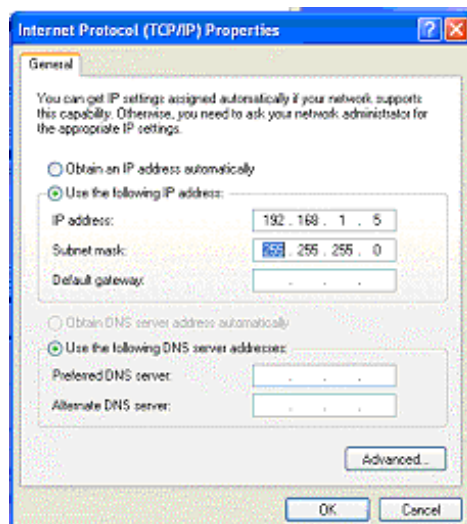 Internet Protocol (TCP/IP) Properties
General
You can get IP settings assigned automatically if your network supports
this capability. Otherwise, you need to ask your network administrator for
the appropriate IP settings.
Obtain an IP address automatically
Use the following IP address:
IP address: 192 . 168 . 1 . 5
Subnet mask: 255 . 255 . 255 . 0
Default gateway: . . .
Obtain DNS server address automatically
Use the following DNS server addresses:
Preferred DNS server: . . .
Alternate DNS server: . . .
Advanced...
OK Cancel